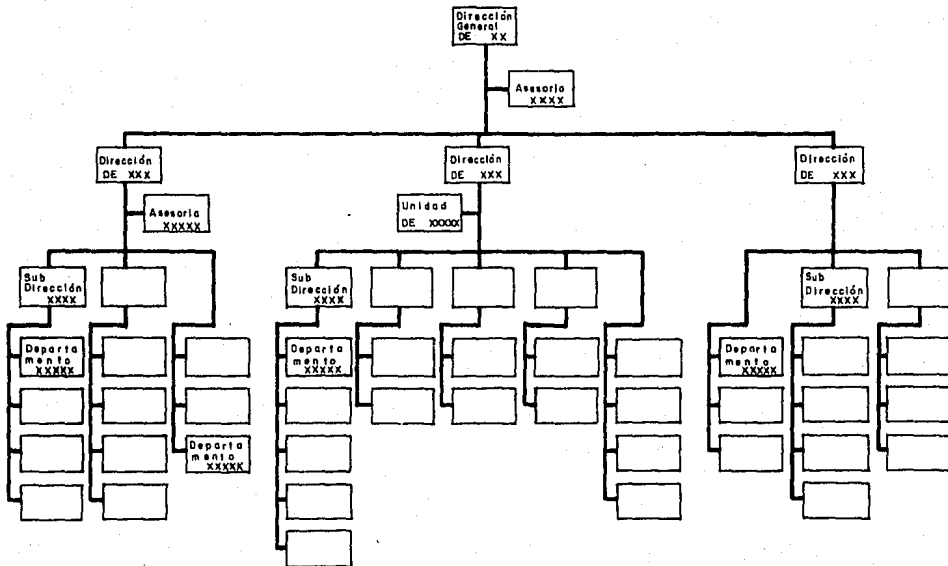 Dirección
General
DE XX
Asesoria
XXXX
Dirección
DE XXX
Dirección
DE XXX
Dirección
DE XXX
Asesoria
XXXXX
Unidad
DE XXXXX
Sub
Dirección
XXXX
Sub
Dirección
XXXX
Sub
Dirección
XXXX
Departa
mento
XXXXX
Departa
mento
XXXXX
Departa
mento
XXXXX
Departa
mento
XXXXX